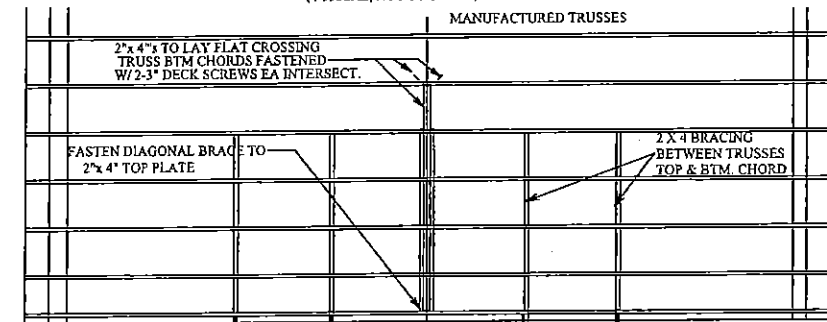 MANUFACTURED TRUSSES
2"x 4"'s TO LAY FLAT CROSSING
TRUSS BTM CHORDS FASTENED
W/ 2-3" DECK SCREWS EA INTERSECT.
FASTEN DIAGONAL BRACE TO
2"x 4" TOP PLATE
2 X 4 BRACING
BETWEEN TRUSSES
TOP & BTM. CHORD